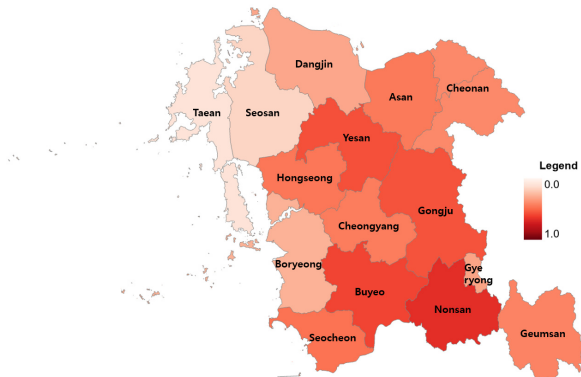 Dangjin
Cheonan
Asan
Taean
Seosan
Yesan
Legend
0.0
1.0
Hongseong
Gongju
Cheongyang
Boryeong
Gye
ryong
Buyeo
Nonsan
Seocheon
Geumsan